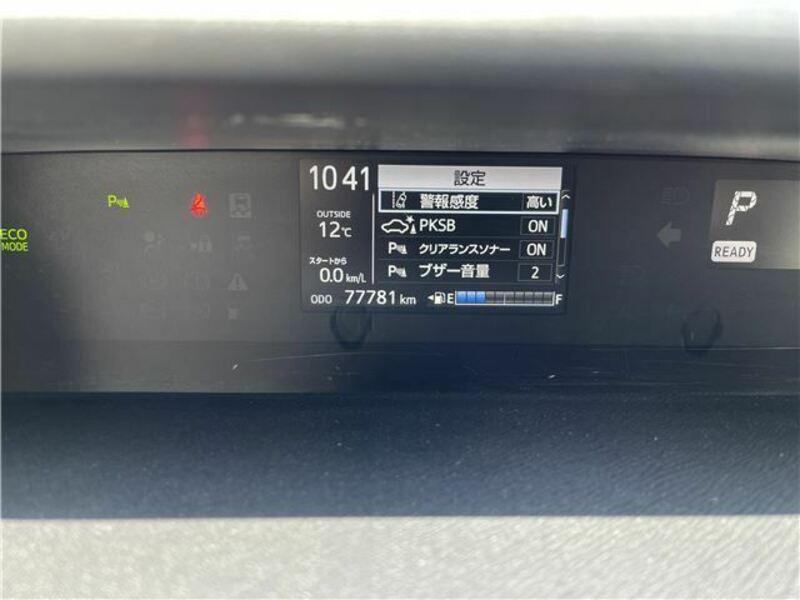 10 41
設定
警報感度 高い
OUTSIDE
12℃
PKSB ON
P クリアランスソナー ON
スタートから
0.0 km/L
P ブザー音量 2
ODO 77781 km
E F
P
ECO
MODE
P
READY